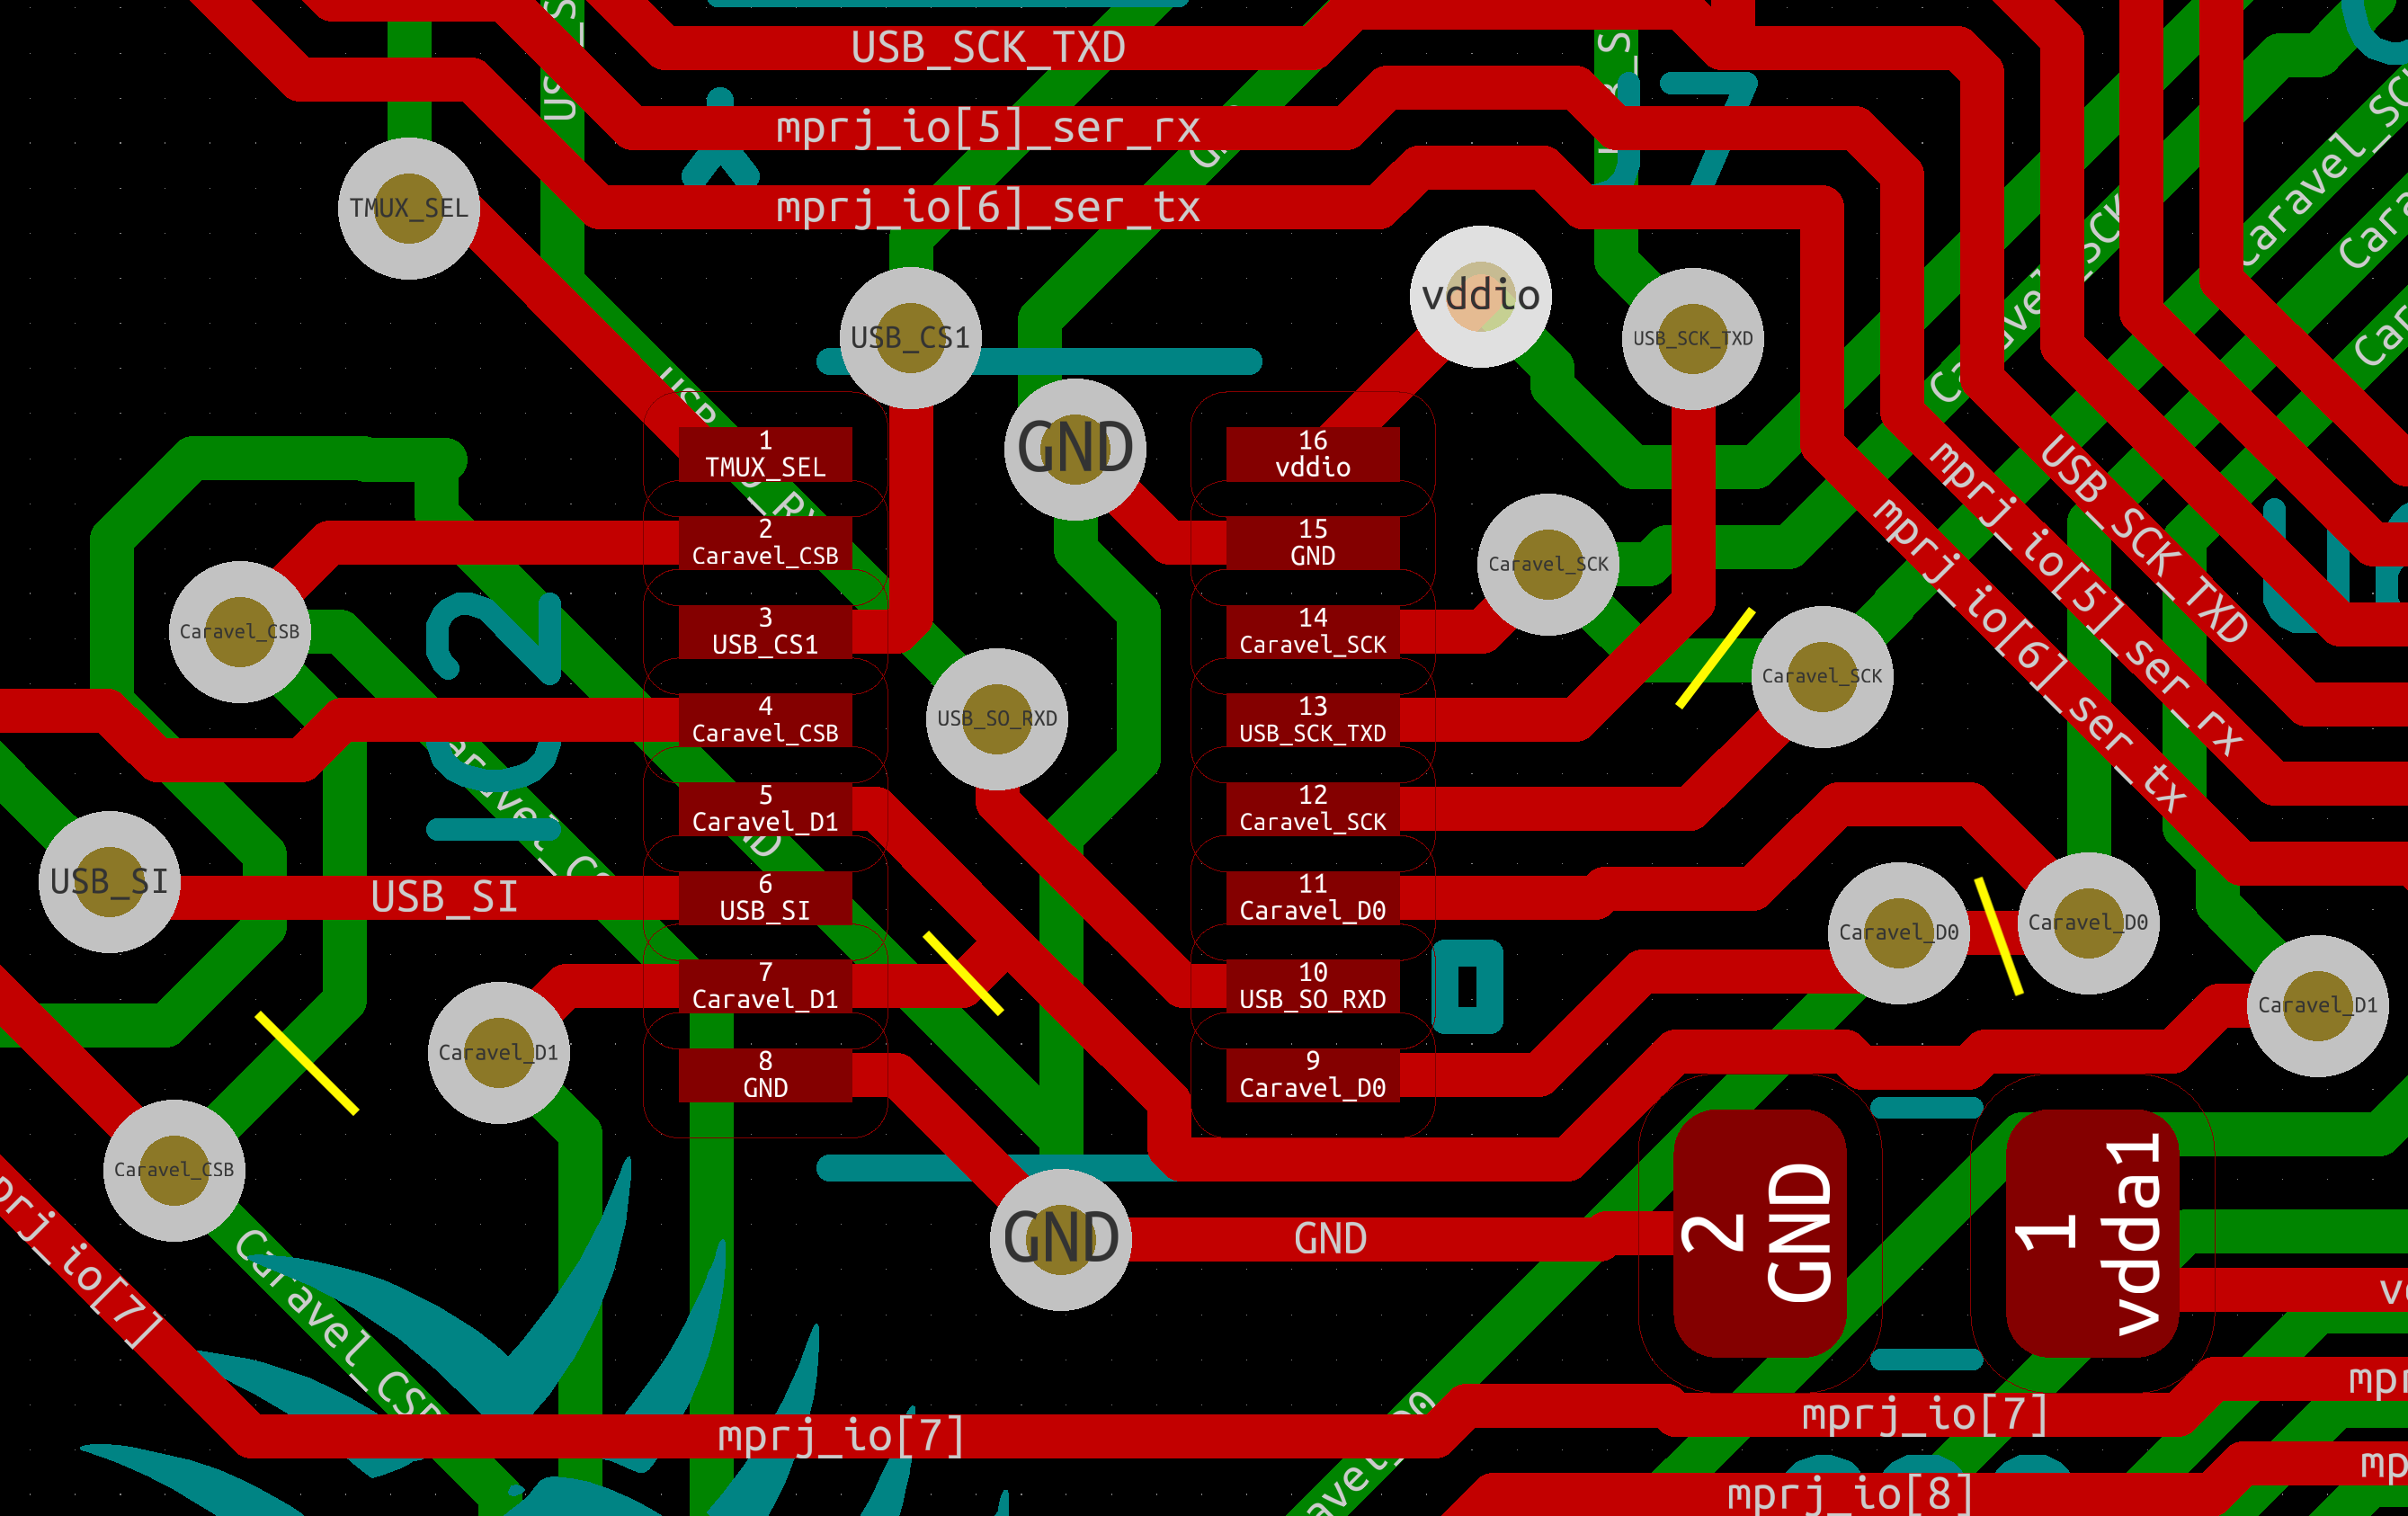 USB_SCK_TXD
mprj_io[5]_ser_rx
mprj_io[6]_ser_tx
TMUX_SEL
USB_CS1
vddio
USB_SCK_TXD
GND
Caravel_SCK
Caravel_SCK
1
TMUX_SEL
2
Caravel_CSB
3
USB_CS1
4
Caravel_CSB
5
Caravel_D1
6
USB_SI
7
Caravel_D1
8
GND
16
vddio
15
GND
14
Caravel_SCK
13
USB_SCK_TXD
12
Caravel_SCK
11
Caravel_D0
10
USB_SO_RXD
9
Caravel_D0
Caravel_CSB
USB_SO_RXD
Caravel_SCK
USB_SCK_TXD
mprj_io[5]_ser_rx
mprj_io[6]_ser_tx
USB_SI
USB_SI
Caravel_D0
Caravel_D0
Caravel_D1
Caravel_D1
Caravel_CSB
GND
GND
2
GND
1
vdda1
mprj_io[7]
mprj_io[7]
mprj_io[7]
mprj_io[8]
U2
J7